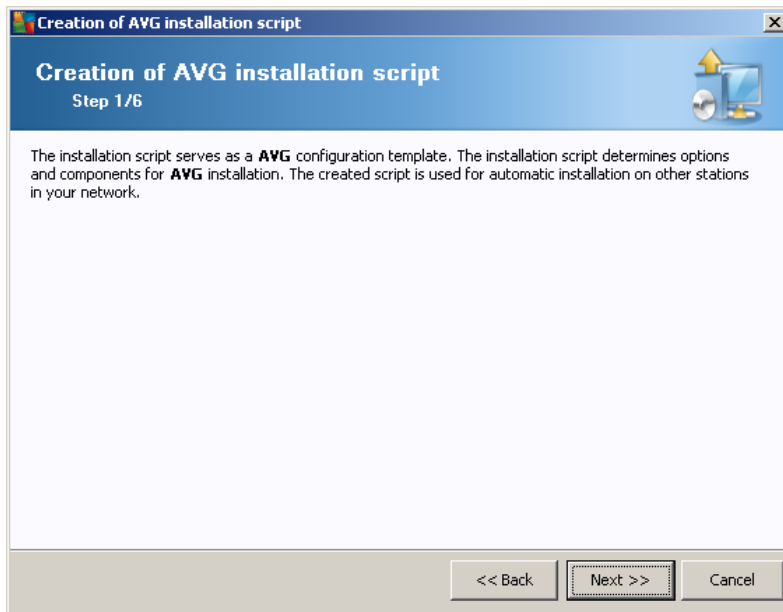 Creation of AVG installation script
Creation of AVG installation script
Step 1/6
The installation script serves as a AVG configuration template. The installation script determines options
and components for AVG installation. The created script is used for automatic installation on other stations
in your network.
<< Back
Next >>
Cancel